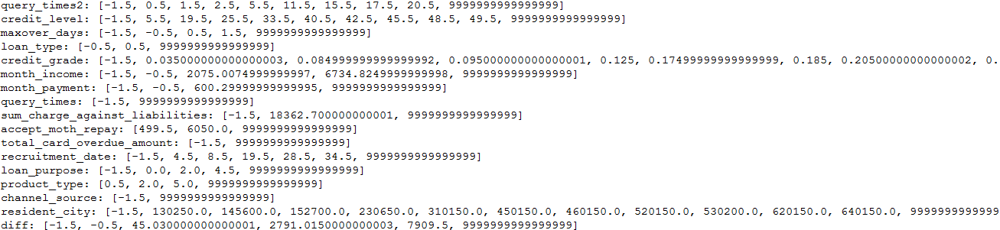 query_times2: [-1.5, 0.5, 1.5, 2.5, 5.5, 11.5, 15.5, 17.5, 20.5, 9999999999999999]
credit_level: [-1.5, 5.5, 19.5, 25.5, 33.5, 40.5, 42.5, 45.5, 48.5, 49.5, 9999999999999999]
maxover_days: [-1.5, -0.5, 0.5, 1.5, 9999999999999999]
loan_type: [-0.5, 0.5, 9999999999999999]
credit_grade: [-1.5, 0.035000000000000003, 0.084999999999999992, 0.095000000000000001, 0.125, 0.17499999999999999, 0.185, 0.20500000000000002, 0.
month_income: [-1.5, -0.5, 2075.0074999999997, 6734.8249999999998, 9999999999999999]
month_payment: [-1.5, -0.5, 600.29999999999995, 9999999999999999]
query_times: [-1.5, 9999999999999999]
sum_charge_against_liabilities: [-1.5, 18362.700000000001, 9999999999999999]
accept_moth_repay: [499.5, 6050.0, 9999999999999999]
total_card_overdue_amount: [-1.5, 9999999999999999]
recruitment_date: [-1.5, 4.5, 8.5, 19.5, 28.5, 34.5, 9999999999999999]
loan_purpose: [-1.5, 0.0, 2.0, 4.5, 9999999999999999]
product_type: [0.5, 2.0, 5.0, 9999999999999999]
channel_source: [-1.5, 9999999999999999]
resident_city: [-1.5, 130250.0, 145600.0, 152700.0, 230650.0, 310150.0, 450150.0, 460150.0, 520150.0, 530200.0, 620150.0, 640150.0, 9999999999999
diff: [-1.5, -0.5, 45.030000000000001, 2791.0150000000003, 7909.5, 9999999999999999]